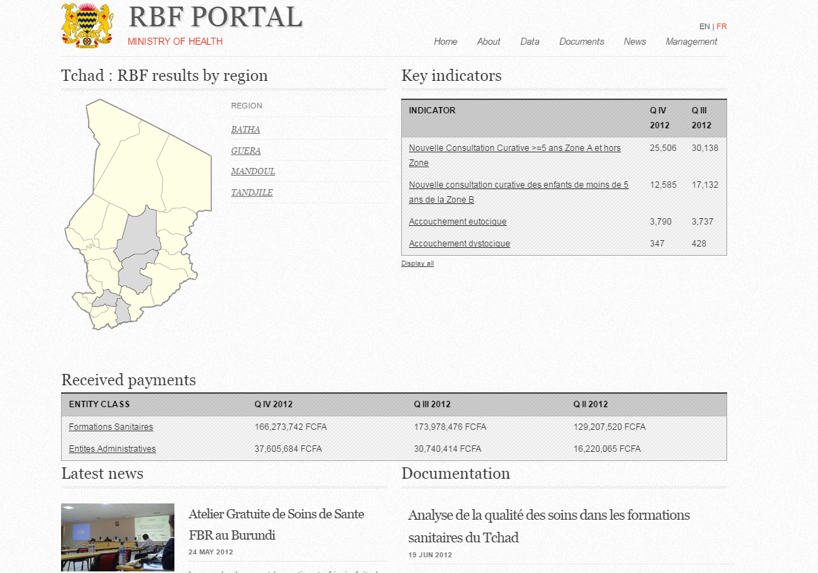 RBF PORTAL
MINISTRY OF HEALTH
EN | FR
Home About Data Documents News Management
Tchad : RBF results by region
REGION
BATHA
GUERA
MANDOUL
TANDJILE
Key indicators
INDICATOR Q IV 2012 Q III 2012
Nouvelle Consultation Curative >=5 ans Zone A et hors Zone 25,506 30,138
Nouvelle consultation curative des enfants de moins de 5 ans de la Zone B 12,585 17,132
Accouchement eutocique 3,790 3,737
Accouchement dystocique 347 428
Display all
Received payments
ENTITY CLASS Q IV 2012 Q III 2012 Q II 2012
Formations Sanitaires 166,273,742 FCFA 173,978,476 FCFA 129,207,520 FCFA
Entites Administratives 37,605,684 FCFA 30,740,414 FCFA 16,220,065 FCFA
Latest news
Atelier Gratuite de Soins de Sante
FBR au Burundi
24 MAY 2012
Documentation
Analyse de la qualité des soins dans les formations
sanitaires du Tchad
19 JUN 2012